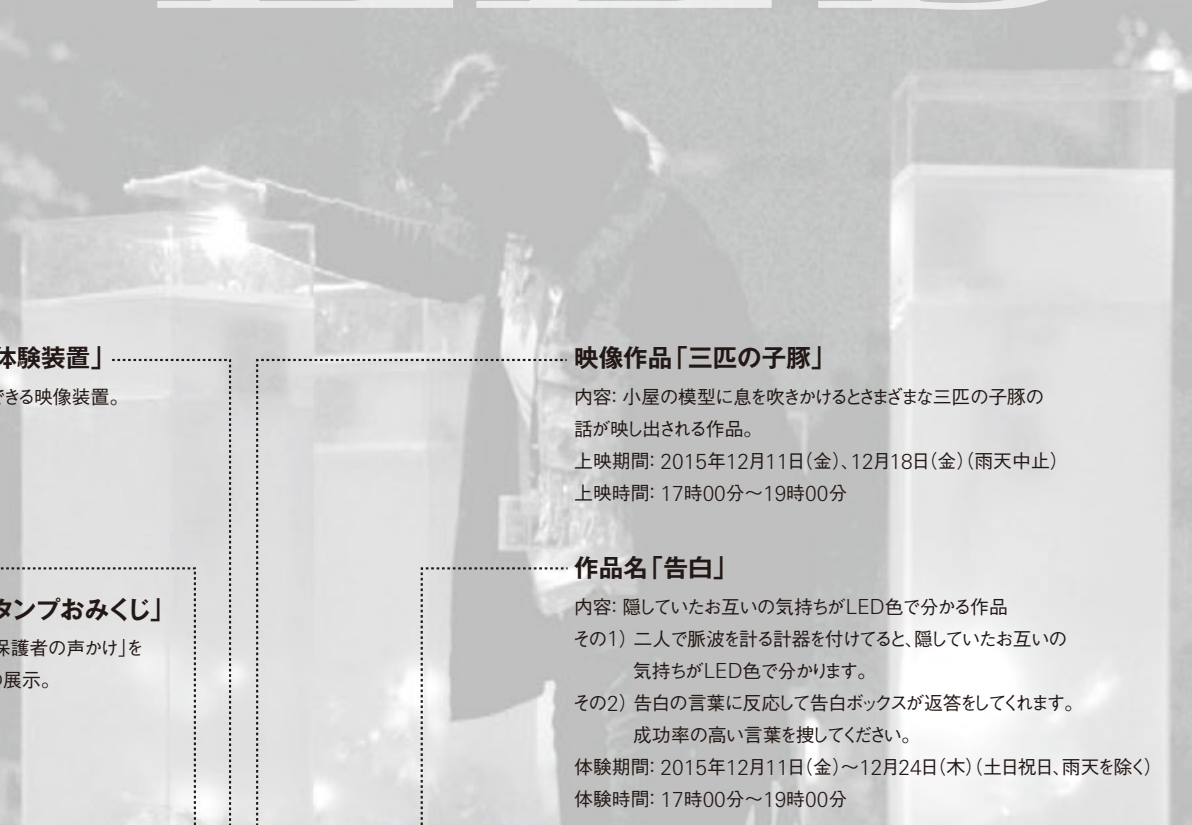 体験装置」
できる映像装置。
タンプおみくじ」
保護者の声かけ」を
の展示。
映像作品「三匹の子豚」
内容: 小屋の模型に息を吹きかけるとさまざまな三匹の子豚の
話が映し出される作品。
上映期間: 2015年12月11日(金)、12月18日(金)(雨天中止)
上映時間: 17時00分～19時00分
作品名「告白」
内容: 隠していたお互いの気持ちがLED色で分かる作品
その1) 二人で脈波を計る計器を付けてると、隠していたお互いの
気持ちがLED色で分かります。
その2) 告白の言葉に反応して告白ボックスが返答をしてくれます。
成功率の高い言葉を捜してください。
体験期間: 2015年12月11日(金)～12月24日(木)(土日祝日、雨天を除く)
体験時間: 17時00分～19時00分